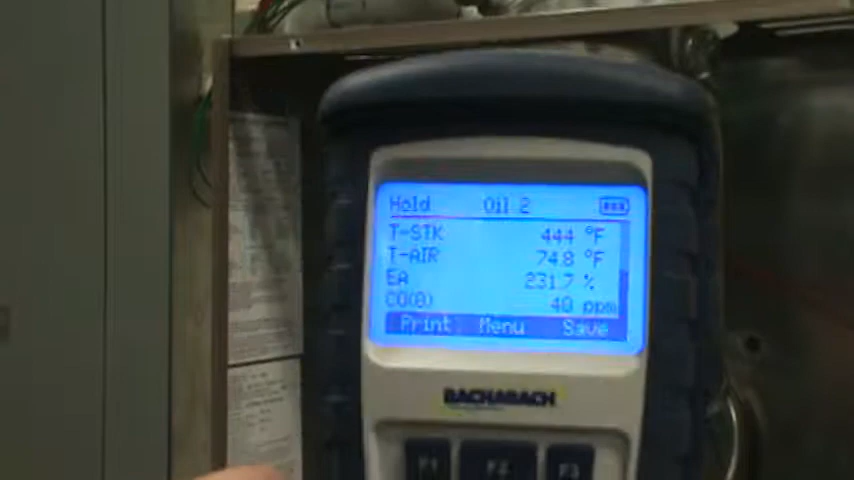 Hold Oil 2
T-STK 444 °F
T-AIR 74.8 °F
EA 231.7 %
CO(0) 40 ppm
Print Menu Save
BACHARACH
F1 F2 F3